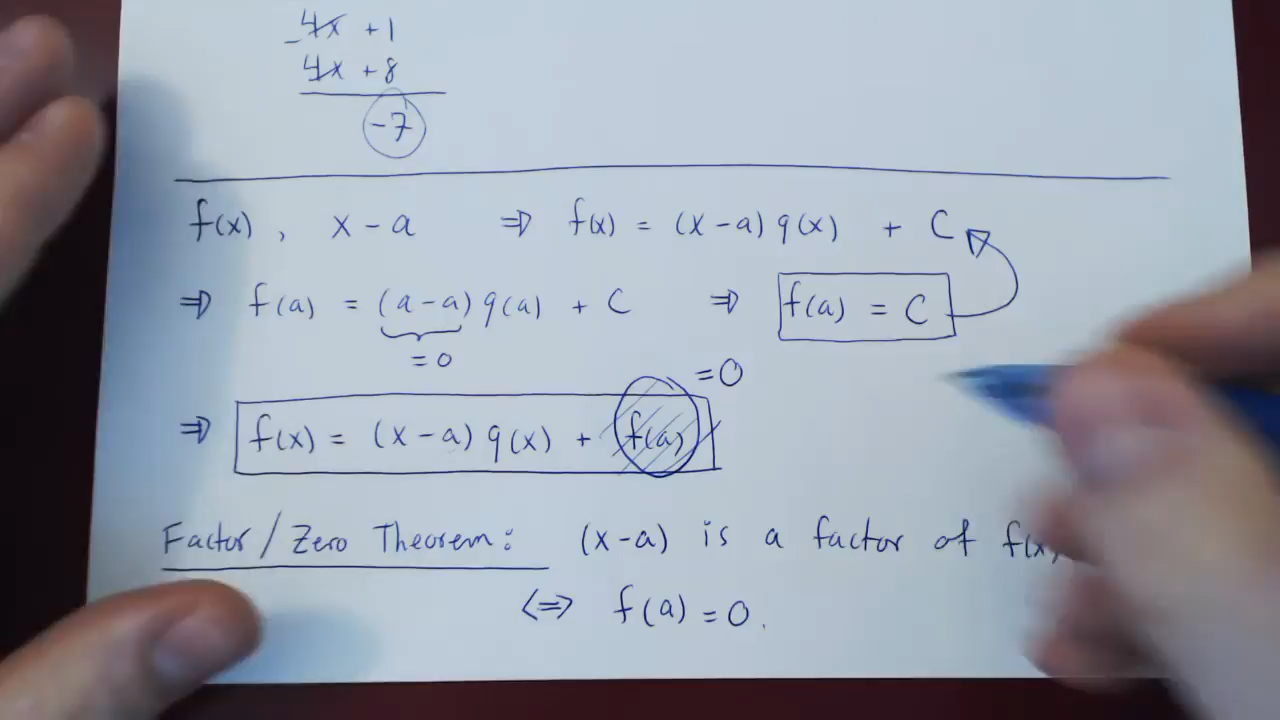 - 4x + 1
4x + 8
-7
f(x) , x - a ⇒ f(x) = (x - a) q(x) + C
⇒ f(a) = (a - a) q(a) + C ⇒ f(a) = C
= 0
= 0
⇒ f(x) = (x - a) q(x) + f(a)
Factor/Zero Theorem: (x-a) is a factor of f(x)
⇔ f(a) = 0.